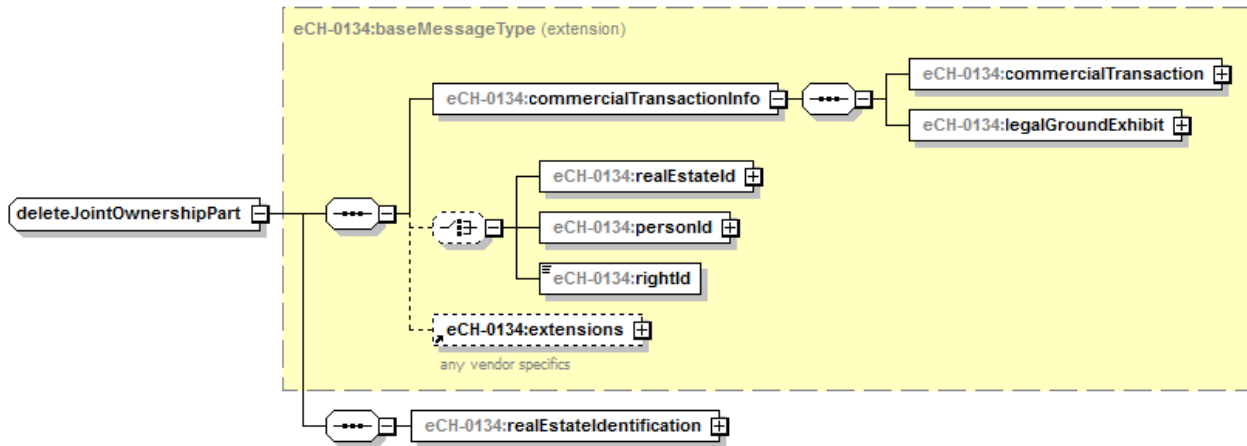 eCH-0134:baseMessageType (extension)
eCH-0134:commercialTransaction
eCH-0134:commercialTransactionInfo
eCH-0134:legalGroundExhibit
eCH-0134:realEstateId
deleteJointOwnershipPart
eCH-0134:personId
eCH-0134:rightId
eCH-0134:extensions
any vendor specifics
eCH-0134:realEstateIdentification